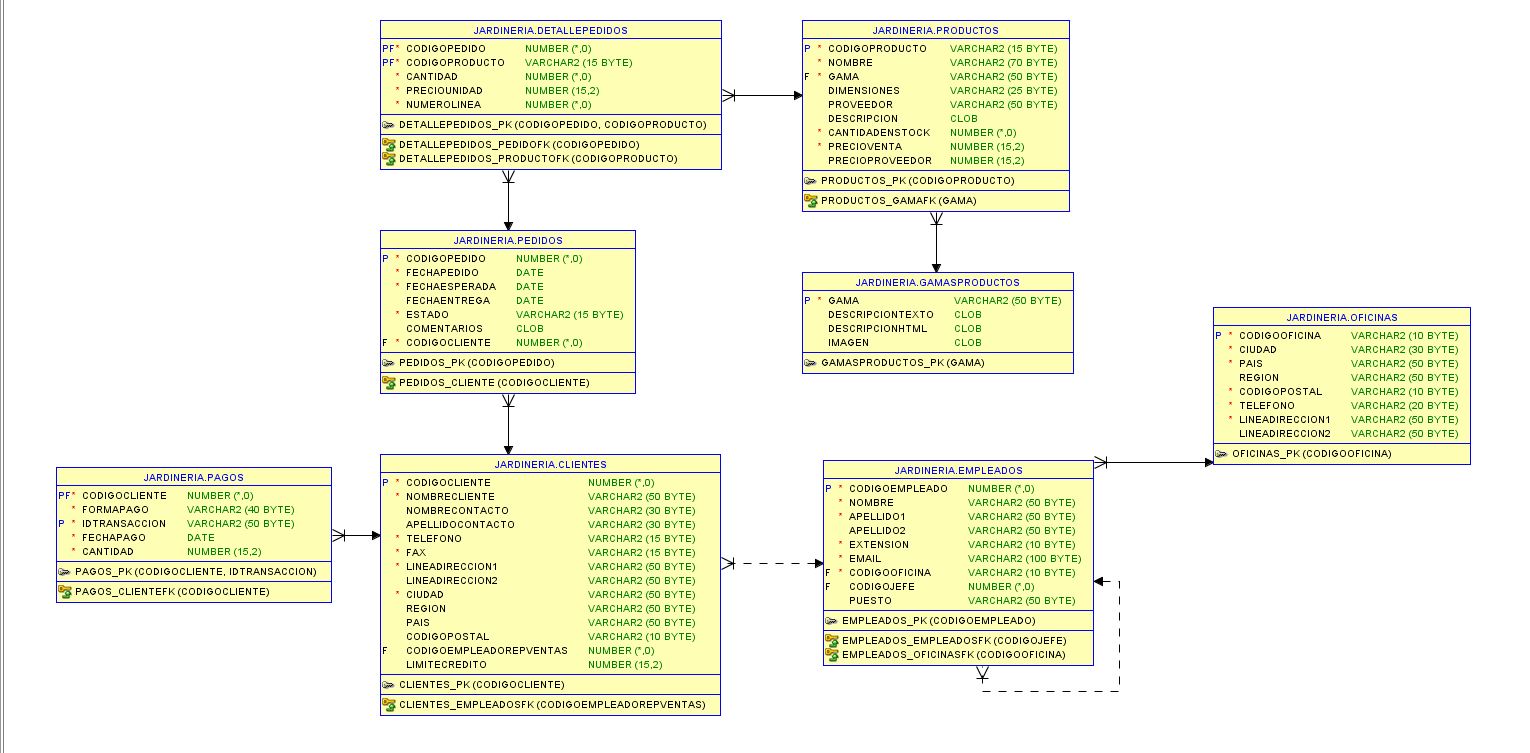 JARDINERIA.DETALLEPEDIDOS
PF* CODIGOPEDIDO NUMBER (*,0)
PF* CODIGOPRODUCTO VARCHAR2 (15 BYTE)
* CANTIDAD NUMBER (*,0)
* PRECIOUNIDAD NUMBER (15,2)
* NUMEROLINEA NUMBER (*,0)
DETALLEPEDIDOS_PK (CODIGOPEDIDO, CODIGOPRODUCTO)
DETALLEPEDIDOS_PEDIDOFK (CODIGOPEDIDO)
DETALLEPEDIDOS_PRODUCTOFK (CODIGOPRODUCTO)
JARDINERIA.PRODUCTOS
P * CODIGOPRODUCTO VARCHAR2 (15 BYTE)
* NOMBRE VARCHAR2 (70 BYTE)
F * GAMA VARCHAR2 (50 BYTE)
DIMENSIONES VARCHAR2 (25 BYTE)
PROVEEDOR VARCHAR2 (50 BYTE)
DESCRIPCION CLOB
* CANTIDADENSTOCK NUMBER (*,0)
* PRECIOVENTA NUMBER (15,2)
PRECIOPROVEEDOR NUMBER (15,2)
PRODUCTOS_PK (CODIGOPRODUCTO)
PRODUCTOS_GAMAFK (GAMA)
JARDINERIA.PEDIDOS
P * CODIGOPEDIDO NUMBER (*,0)
* FECHAPEDIDO DATE
* FECHAESPERADA DATE
FECHAENTREGA DATE
* ESTADO VARCHAR2 (15 BYTE)
COMENTARIOS CLOB
F * CODIGOCLIENTE NUMBER (*,0)
PEDIDOS_PK (CODIGOPEDIDO)
PEDIDOS_CLIENTE (CODIGOCLIENTE)
JARDINERIA.GAMASPRODUCTOS
P * GAMA VARCHAR2 (50 BYTE)
DESCRIPCIONTEXTO CLOB
DESCRIPCIONHTML CLOB
IMAGEN CLOB
GAMASPRODUCTOS_PK (GAMA)
JARDINERIA.OFICINAS
P * CODIGOOFICINA VARCHAR2 (10 BYTE)
* CIUDAD VARCHAR2 (30 BYTE)
* PAIS VARCHAR2 (50 BYTE)
REGION VARCHAR2 (50 BYTE)
* CODIGOPOSTAL VARCHAR2 (10 BYTE)
* TELEFONO VARCHAR2 (20 BYTE)
* LINEADIRECCION1 VARCHAR2 (50 BYTE)
LINEADIRECCION2 VARCHAR2 (50 BYTE)
OFICINAS_PK (CODIGOOFICINA)
JARDINERIA.PAGOS
PF* CODIGOCLIENTE NUMBER (*,0)
* FORMAPAGO VARCHAR2 (40 BYTE)
P * IDTRANSACCION VARCHAR2 (50 BYTE)
* FECHAPAGO DATE
* CANTIDAD NUMBER (15,2)
PAGOS_PK (CODIGOCLIENTE, IDTRANSACCION)
PAGOS_CLIENTEFK (CODIGOCLIENTE)
JARDINERIA.CLIENTES
P * CODIGOCLIENTE NUMBER (*,0)
* NOMBRECLIENTE VARCHAR2 (50 BYTE)
NOMBRECONTACTO VARCHAR2 (30 BYTE)
APELLIDOCONTACTO VARCHAR2 (30 BYTE)
* TELEFONO VARCHAR2 (15 BYTE)
* FAX VARCHAR2 (15 BYTE)
* LINEADIRECCION1 VARCHAR2 (50 BYTE)
LINEADIRECCION2 VARCHAR2 (50 BYTE)
* CIUDAD VARCHAR2 (50 BYTE)
REGION VARCHAR2 (50 BYTE)
PAIS VARCHAR2 (50 BYTE)
CODIGOPOSTAL VARCHAR2 (10 BYTE)
F CODIGOEMPLEADOREPVENTAS NUMBER (*,0)
LIMITECREDITO NUMBER (15,2)
CLIENTES_PK (CODIGOCLIENTE)
CLIENTES_EMPLEADOSFK (CODIGOEMPLEADOREPVENTAS)
JARDINERIA.EMPLEADOS
P * CODIGOEMPLEADO NUMBER (*,0)
* NOMBRE VARCHAR2 (50 BYTE)
* APELLIDO1 VARCHAR2 (50 BYTE)
APELLIDO2 VARCHAR2 (50 BYTE)
* EXTENSION VARCHAR2 (10 BYTE)
* EMAIL VARCHAR2 (100 BYTE)
F * CODIGOOFICINA VARCHAR2 (10 BYTE)
F CODIGOJEFE NUMBER (*,0)
PUESTO VARCHAR2 (50 BYTE)
EMPLEADOS_PK (CODIGOEMPLEADO)
EMPLEADOS_EMPLEADOSFK (CODIGOJEFE)
EMPLEADOS_OFICINASFK (CODIGOOFICINA)